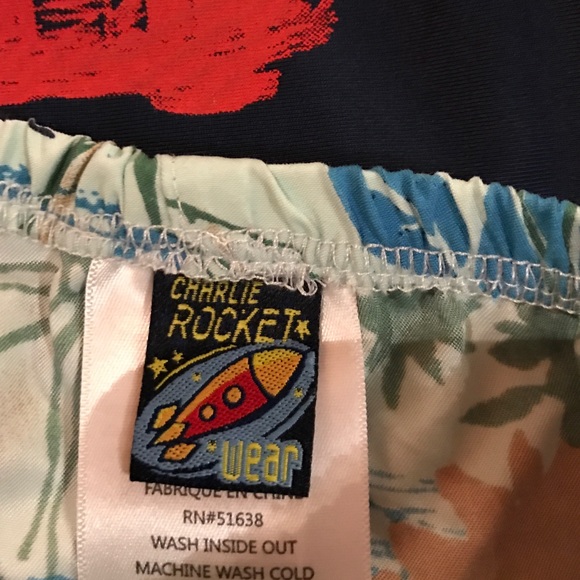 CHARLIE
ROCKET
wear
FABRIQUE EN CHINE
RN#51638
WASH INSIDE OUT
MACHINE WASH COLD